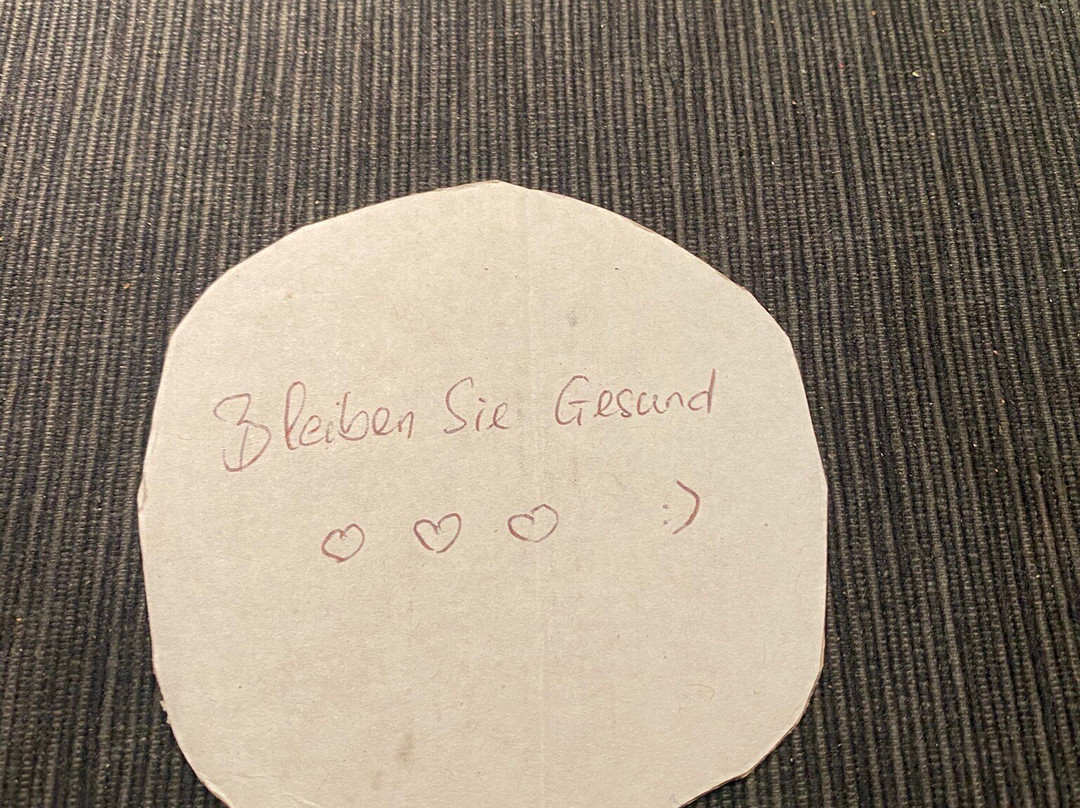 Bleiben Sie Gesund
♡ ♡ ♡ :)